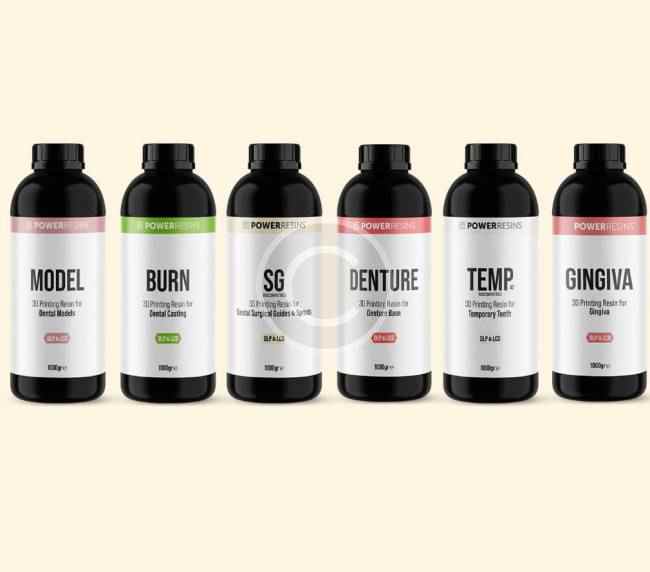 POWERRESINS
MODEL
3D Printing Resin for
Dental Models
DLP & LCD
1000gr e
POWERRESINS
BURN
3D Printing Resin for
Dental Casting
DLP & LCD
1000gr e
POWERRESINS
SG
BIOCOMPATIBLE
3D Printing Resin for
Dental Surgical Guides & Splints
DLP & LCD
1000gr e
POWERRESINS
DENTURE
3D Printing Resin for
Denture Base
DLP & LCD
1000gr e
POWERRESINS
TEMP
BIOCOMPATIBLE
3D Printing Resin for
Temporary Teeth
DLP & LCD
1000gr e
POWERRESINS
GINGIVA
3D Printing Resin for
Gingiva
DLP & LCD
1000gr e